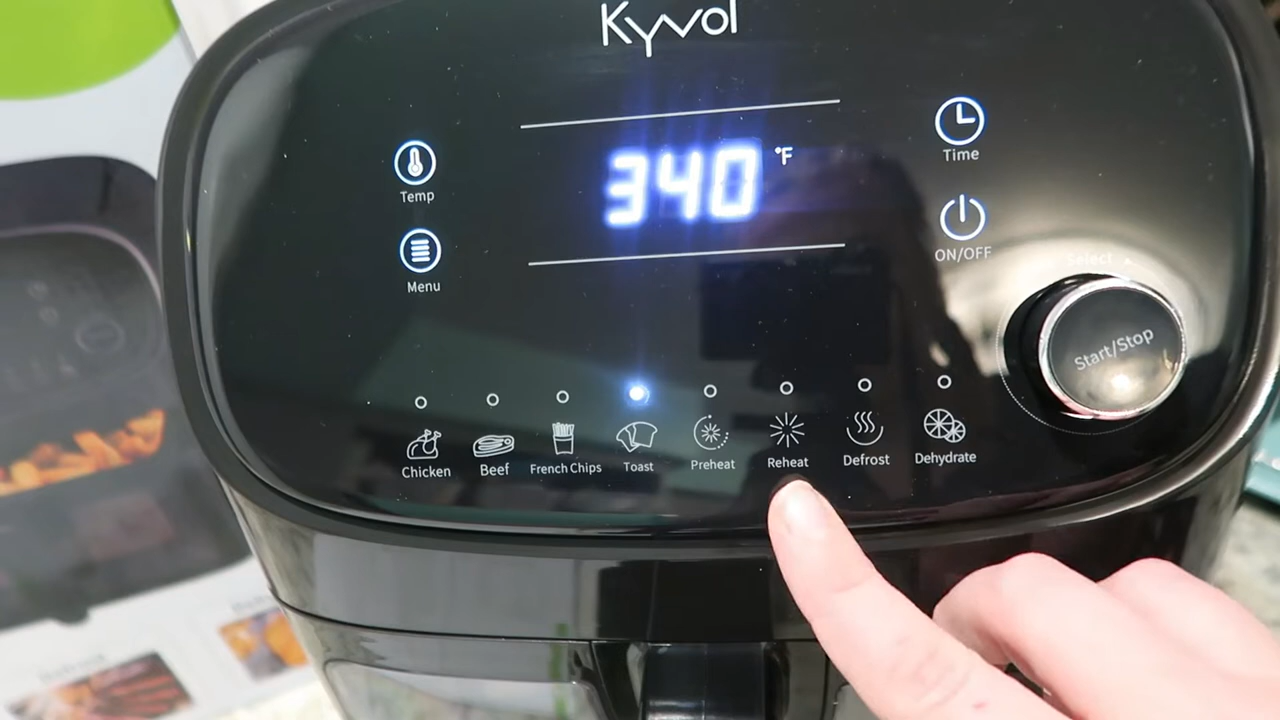 Kyvol
340 °F
Temp
Menu
Time
ON/OFF
Select
Start/Stop
Chicken
Beef
French Chips
Toast
Preheat
Reheat
Defrost
Dehydrate